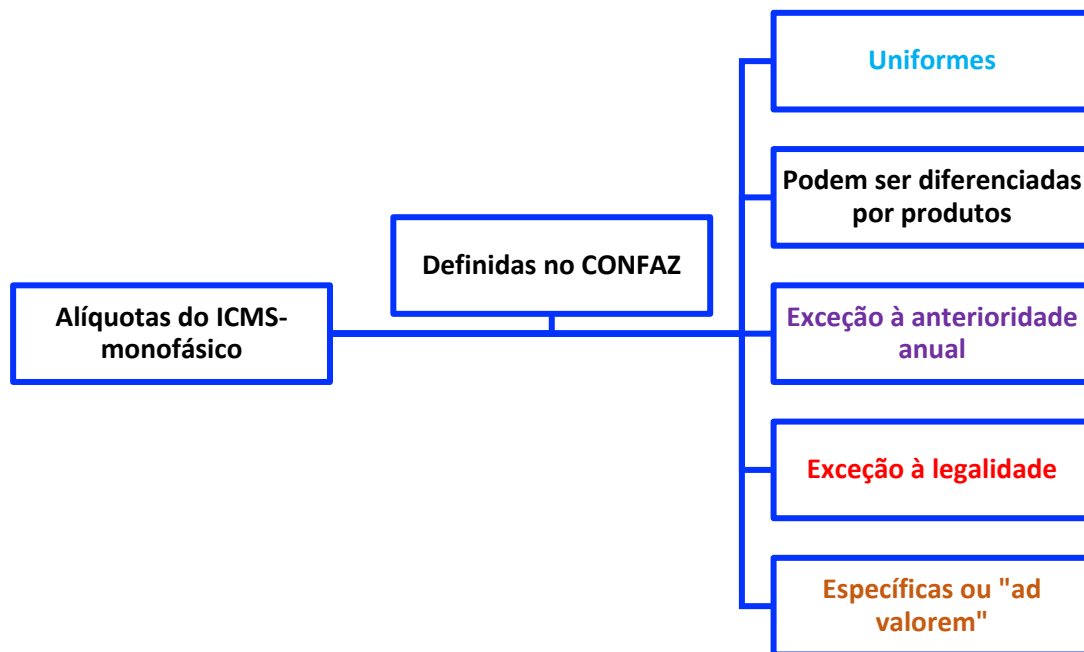 Alíquotas do ICMS-
monofásico
Definidas no CONFAZ
Uniformes
Podem ser diferenciadas
por produtos
Exceção à anterioridade
anual
Exceção à legalidade
Específicas ou "ad
valorem"